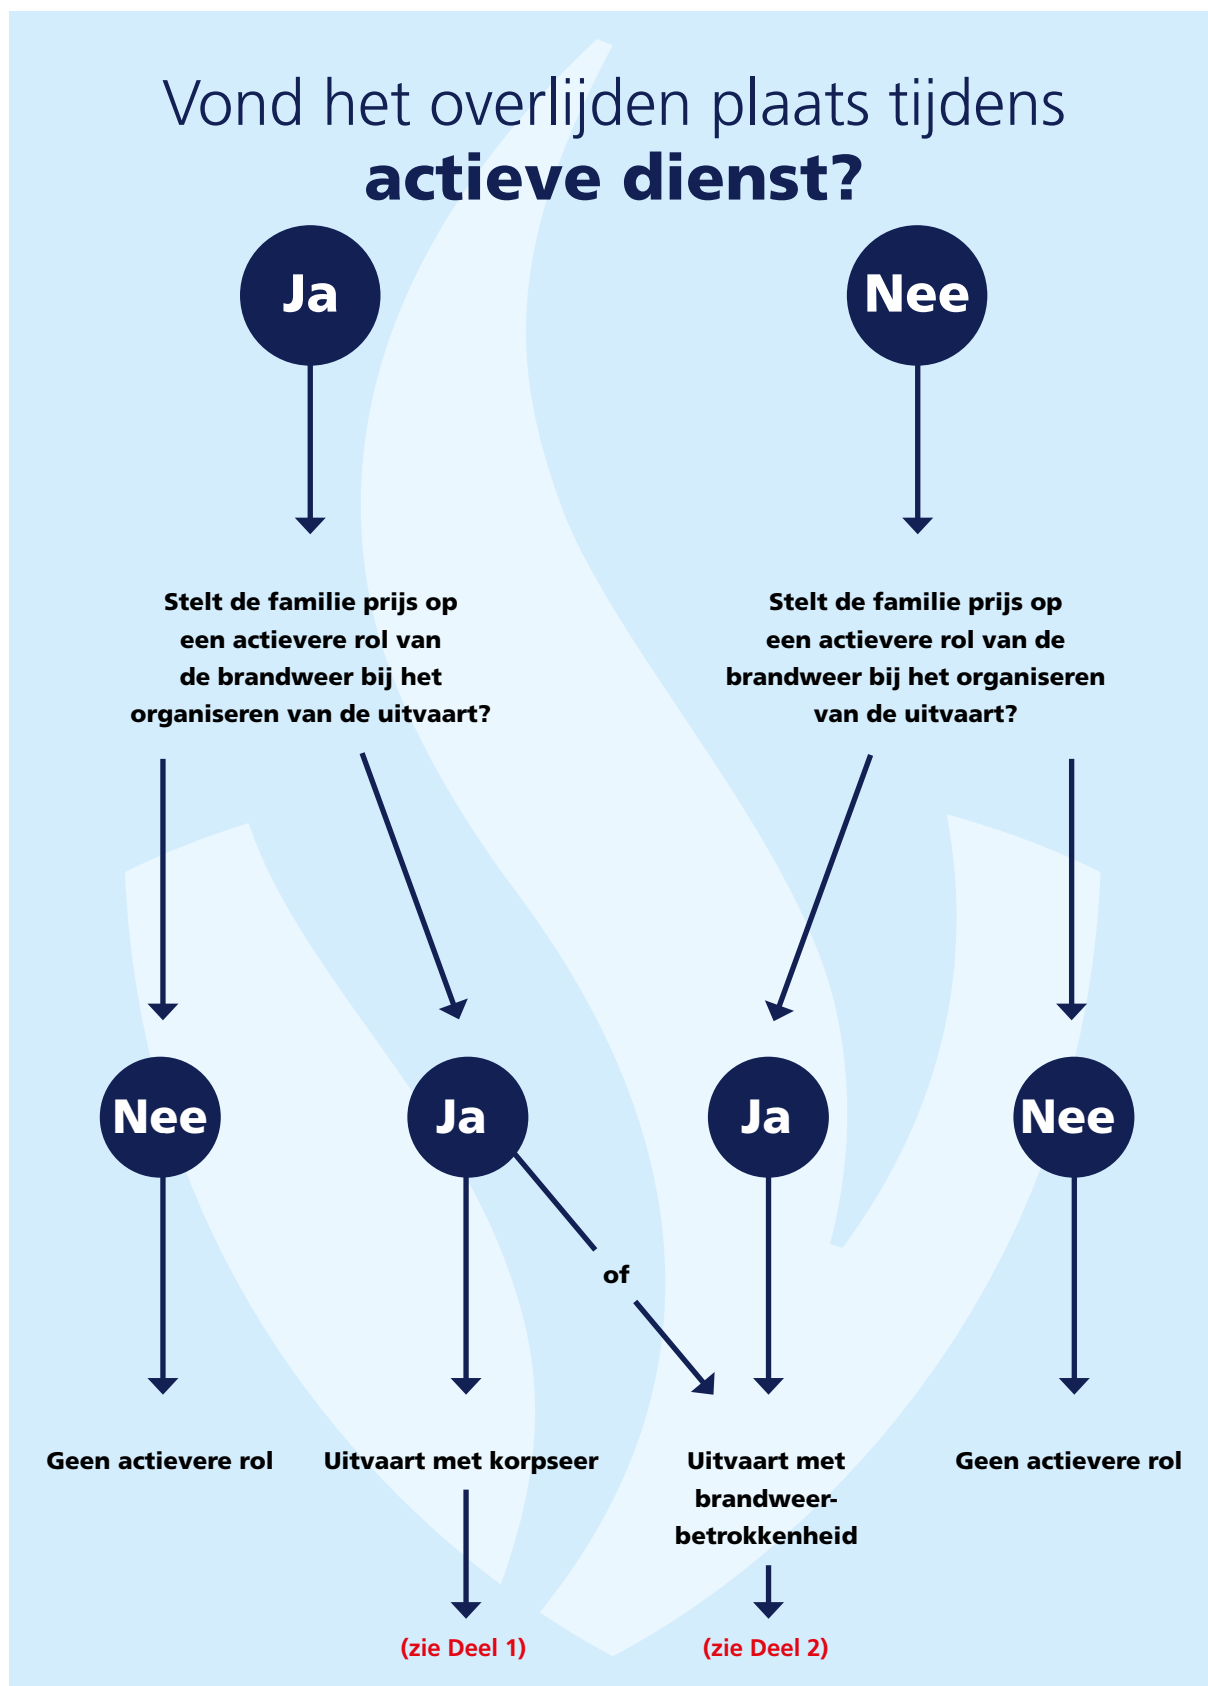 Vond het overlijden plaats tijdens
actieve dienst?
Ja
Nee
Stelt de familie prijs op
een actievere rol van
de brandweer bij het
organiseren van de uitvaart?
Stelt de familie prijs op
een actievere rol van de
brandweer bij het organiseren
van de uitvaart?
Nee
Ja
Ja
Nee
of
Geen actievere rol
Uitvaart met korpseer
Uitvaart met
brandweer-
betrokkenheid
Geen actievere rol
(zie Deel 1)
(zie Deel 2)